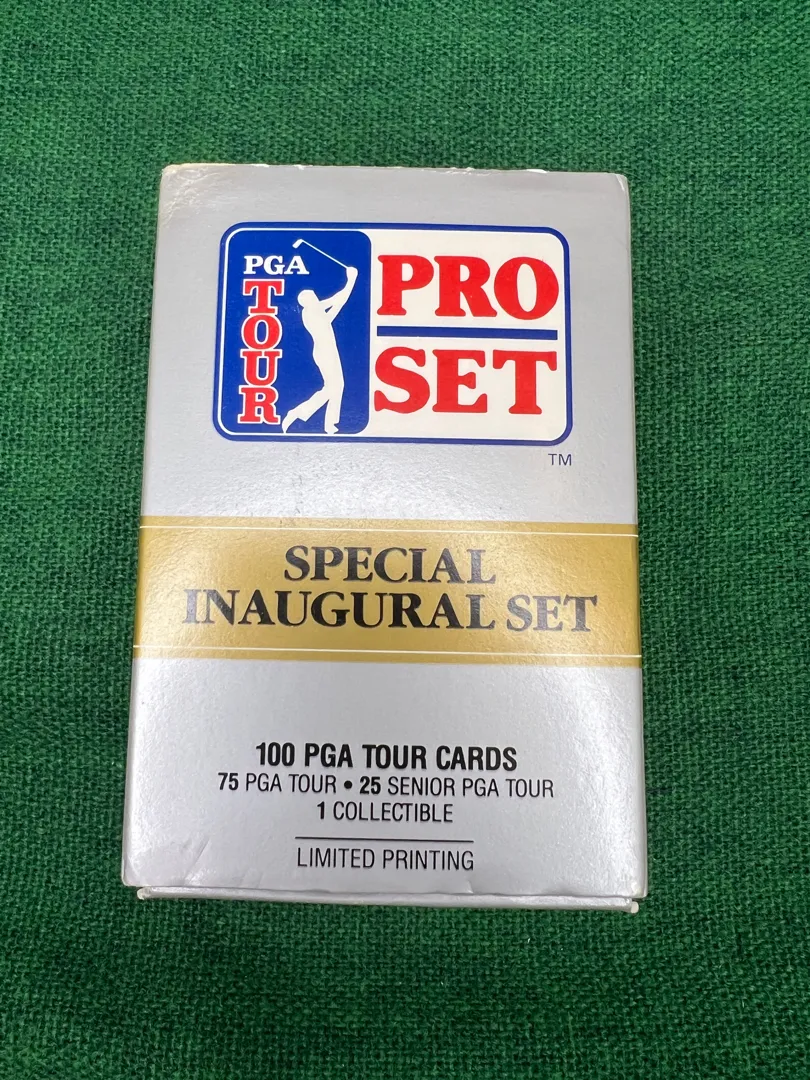 PGA
TOUR
PRO
SET
TM
SPECIAL
INAUGURAL SET
100 PGA TOUR CARDS
75 PGA TOUR • 25 SENIOR PGA TOUR
1 COLLECTIBLE
LIMITED PRINTING